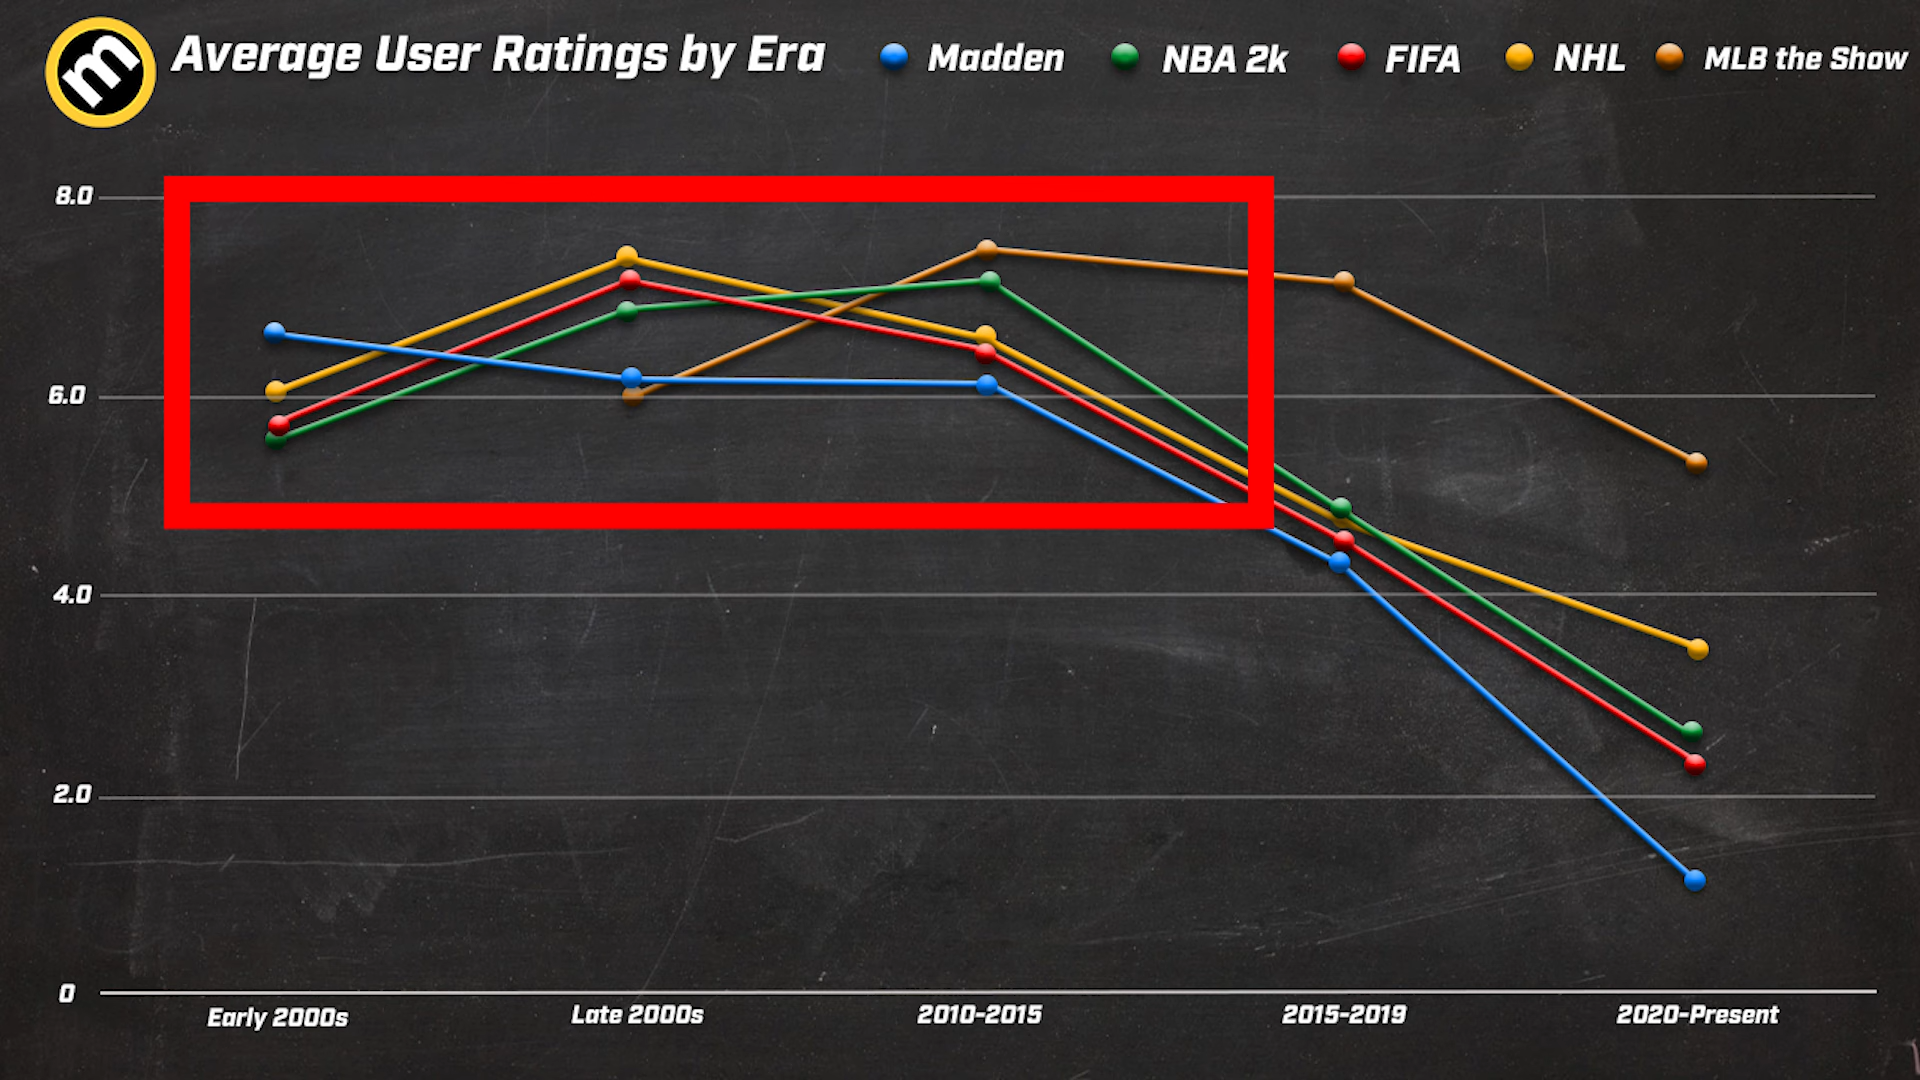 m
Average User Ratings by Era
Madden
NBA 2k
FIFA
NHL
MLB the Show
8.0
6.0
4.0
2.0
0
Early 2000s
Late 2000s
2010-2015
2015-2019
2020-Present